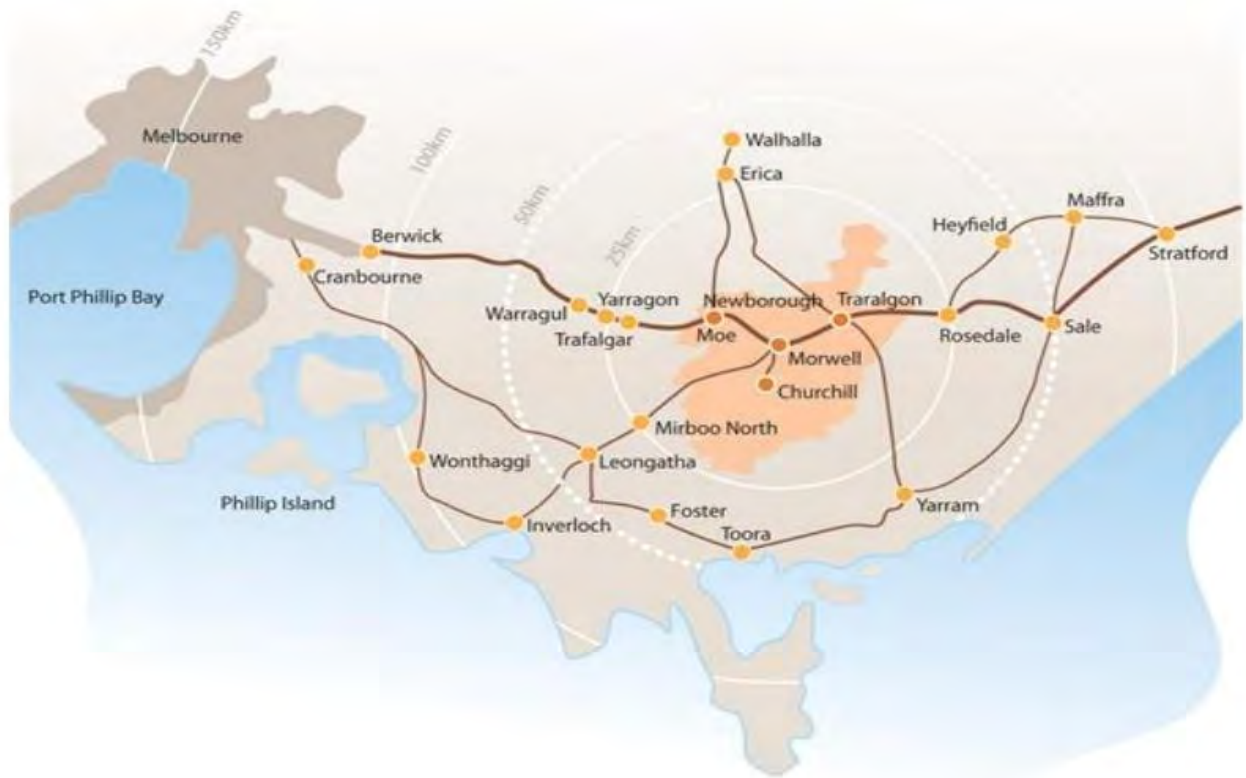 150km
Melbourne
100km
Walhalla
Erica
50km
Maffra
Heyfield
Berwick
25km
Stratford
Cranbourne
Port Phillip Bay
Yarragon
Newborough
Traralgon
Warragul
Trafalgar
Moe
Rosedale
Sale
Morwell
Churchill
Mirboo North
Wonthaggi
Leongatha
Phillip Island
Foster
Yarram
Inverloch
Toora